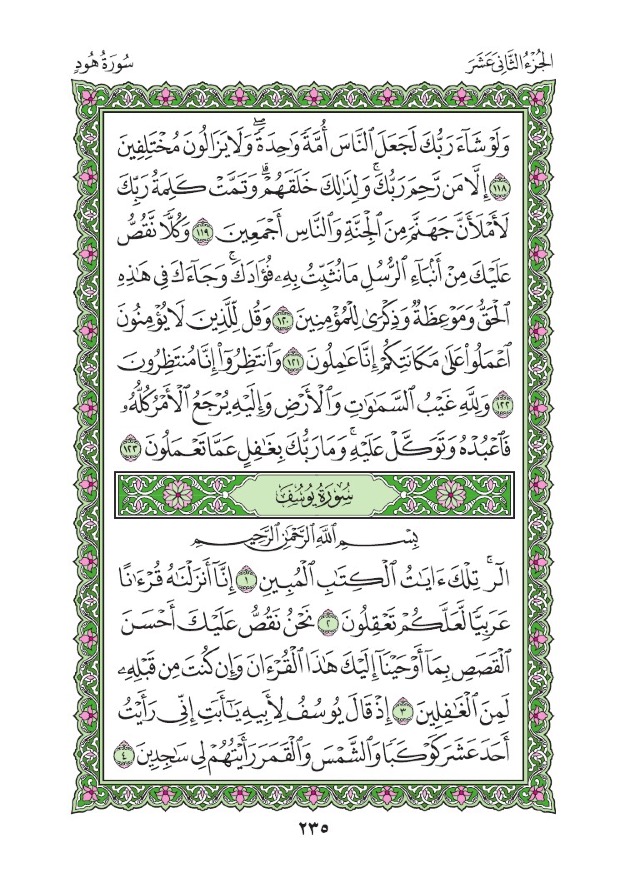 الجُزْءُ الثَّانِيَ عَشَرَ
سُورَةُ هُودٍ
وَلَوْ شَآءَ رَبُّكَ لَجَعَلَ ٱلنَّاسَ أُمَّةً وَٰحِدَةًۖ وَلَا يَزَالُونَ مُخْتَلِفِينَ
١١٨ إِلَّا مَن رَّحِمَ رَبُّكَۚ وَلِذَٰلِكَ خَلَقَهُمْۗ وَتَمَّتْ كَلِمَةُ رَبِّكَ
لَأَمْلَأَنَّ جَهَنَّمَ مِنَ ٱلْجِنَّةِ وَٱلنَّاسِ أَجْمَعِينَ ١١٩ وَكُلًّا نَّقُصُّ
عَلَيْكَ مِنْ أَنۢبَآءِ ٱلرُّسُلِ مَا نُثَبِّتُ بِهِۦ فُؤَادَكَۚ وَجَآءَكَ فِى هَٰذِهِ
ٱلْحَقُّ وَمَوْعِظَةٌ وَذِكْرَىٰ لِلْمُؤْمِنِينَ ١٢٠ وَقُل لِّلَّذِينَ لَا يُؤْمِنُونَ
ٱعْمَلُوا۟ عَلَىٰ مَكَانَتِكُمْ إِنَّا عَٰمِلُونَ ١٢١ وَٱنتَظِرُوٓا۟ إِنَّا مُنتَظِرُونَ
١٢٢ وَلِلَّهِ غَيْبُ ٱلسَّمَٰوَٰتِ وَٱلْأَرْضِ وَإِلَيْهِ يُرْجَعُ ٱلْأَمْرُ كُلُّهُۥ
فَٱعْبُدْهُ وَتَوَكَّلْ عَلَيْهِۚ وَمَا رَبُّكَ بِغَٰفِلٍ عَمَّا تَعْمَلُونَ ١٢٣
سُورَةُ يُوسُفَ
بِسْمِ ٱللَّهِ ٱلرَّحْمَٰنِ ٱلرَّحِيمِ
الٓرۚ تِلْكَ ءَايَٰتُ ٱلْكِتَٰبِ ٱلْمُبِينِ ١ إِنَّآ أَنزَلْنَٰهُ قُرْءَٰنًا
عَرَبِيًّا لَّعَلَّكُمْ تَعْقِلُونَ ٢ نَحْنُ نَقُصُّ عَلَيْكَ أَحْسَنَ
ٱلْقَصَصِ بِمَآ أَوْحَيْنَآ إِلَيْكَ هَٰذَا ٱلْقُرْءَانَ وَإِن كُنتَ مِن قَبْلِهِۦ
لَمِنَ ٱلْغَٰفِلِينَ ٣ إِذْ قَالَ يُوسُفُ لِأَبِيهِ يَٰٓأَبَتِ إِنِّى رَأَيْتُ
أَحَدَ عَشَرَ كَوْكَبًا وَٱلشَّمْسَ وَٱلْقَمَرَ رَأَيْتُهُمْ لِى سَٰجِدِينَ ٤
٢٣٥